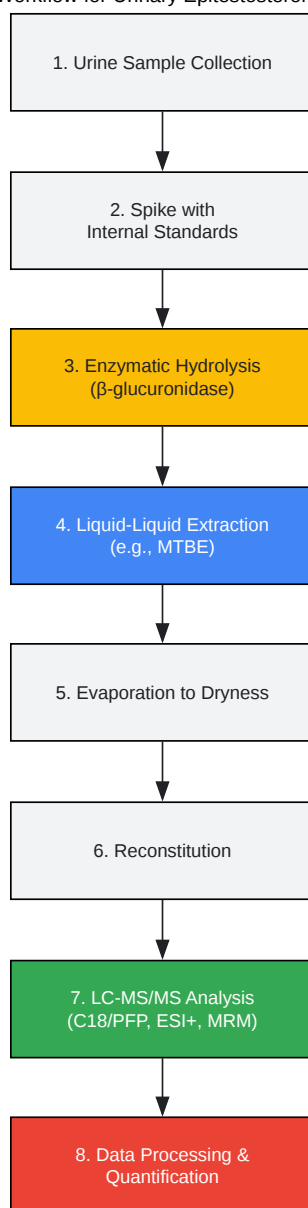 for Urinary
1. Urine Sample Collection
2. Spike with
Internal Standards
3. Enzymatic Hydrolysis
(β-glucuronidase)
4. Liquid-Liquid Extraction
(e.g., MTBE)
5. Evaporation to Dryness
6. Reconstitution
7. LC-MS/MS Analysis
(C18/PFP, ESI+, MRM)
8. Data Processing &
Quantification